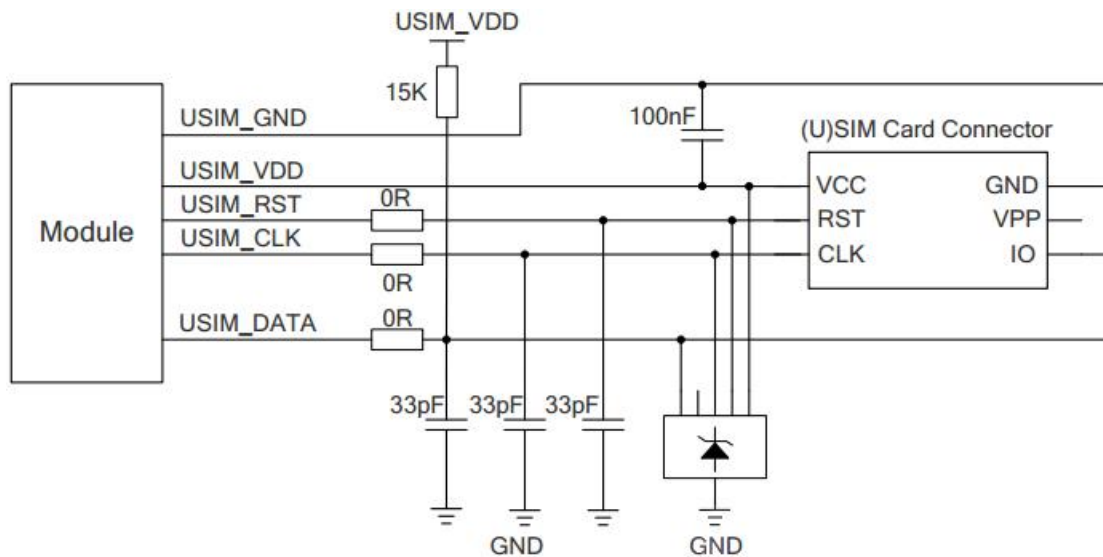 USIM_VDD
15K
USIM_GND
100nF
(U)SIM Card Connector
USIM_VDD
VCC
GND
USIM_RST
0R
RST
VPP
Module
USIM_CLK
CLK
IO
0R
USIM_DATA
0R
33pF
33pF
33pF
GND
GND